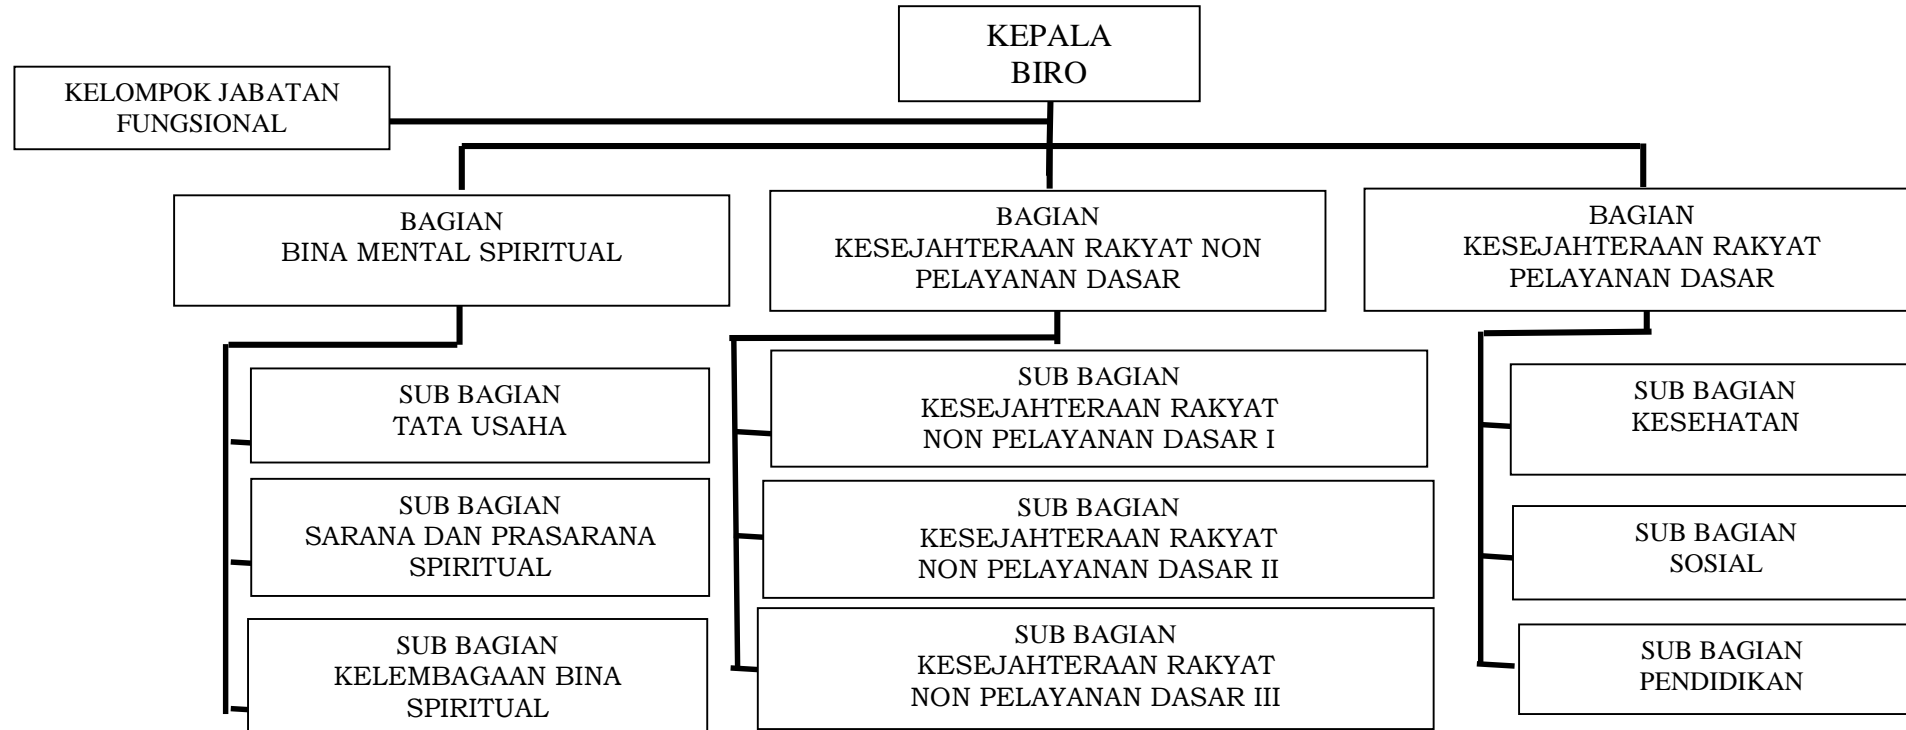 KEPALA
BIRO
KELOMPOK JABATAN
FUNGSIONAL
BAGIAN
BINA MENTAL SPIRITUAL
BAGIAN
KESEJAHTERAAN RAKYAT NON
PELAYANAN DASAR
BAGIAN
KESEJAHTERAAN RAKYAT
PELAYANAN DASAR
SUB BAGIAN
TATA USAHA
SUB BAGIAN
SARANA DAN PRASARANA
SPIRITUAL
SUB BAGIAN
KELEMBAGAAN BINA
SPIRITUAL
SUB BAGIAN
KESEJAHTERAAN RAKYAT
NON PELAYANAN DASAR I
SUB BAGIAN
KESEJAHTERAAN RAKYAT
NON PELAYANAN DASAR II
SUB BAGIAN
KESEJAHTERAAN RAKYAT
NON PELAYANAN DASAR III
SUB BAGIAN
KESEHATAN
SUB BAGIAN
SOSIAL
SUB BAGIAN
PENDIDIKAN